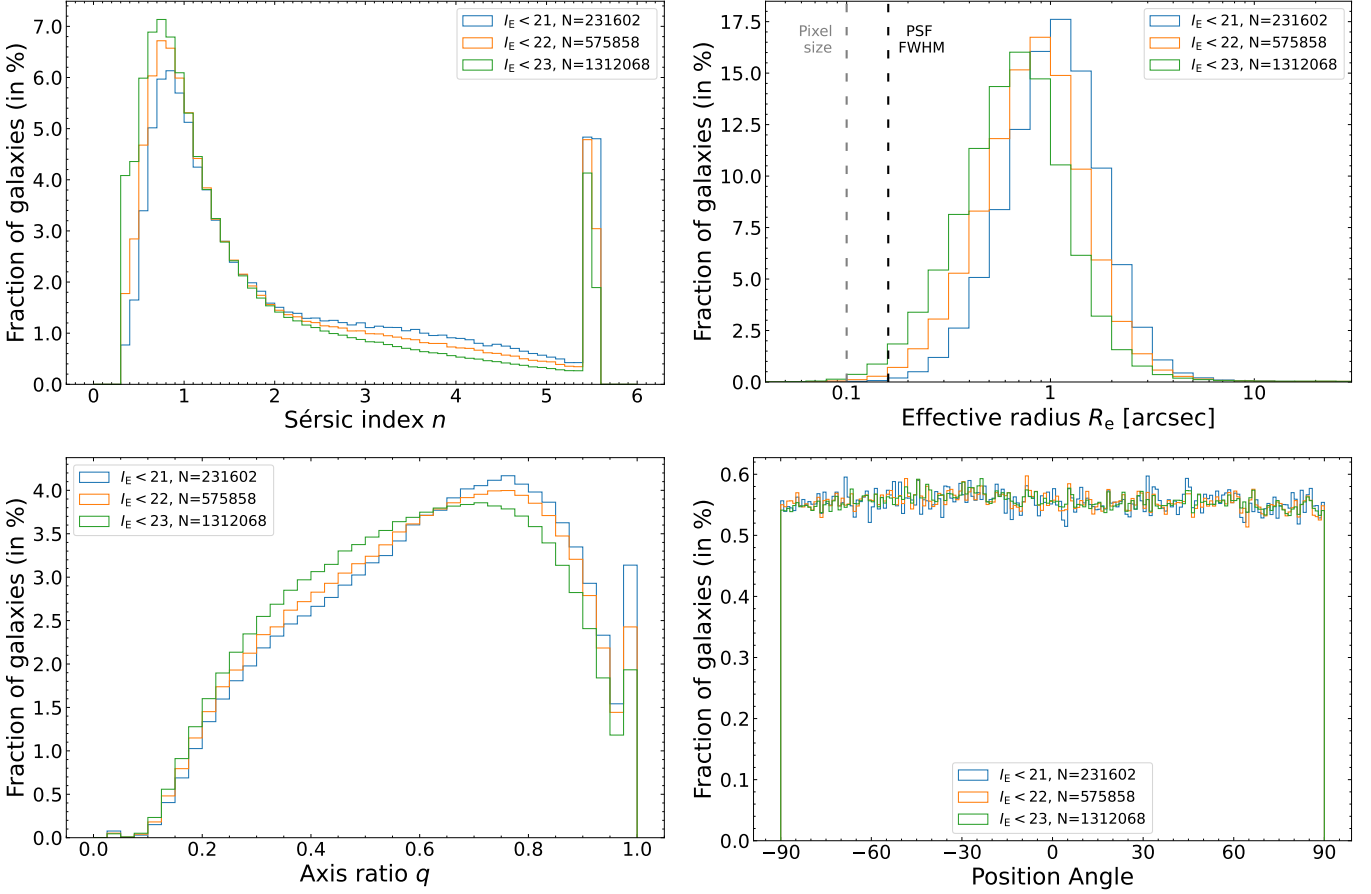 7.0
6.0
5.0
4.0
3.0
2.0
1.0
0.0
Fraction of galaxies (in %)
I_E < 21, N=231602
I_E < 22, N=575858
I_E < 23, N=1312068
0 1 2 3 4 5 6
Sérsic index n
17.5
15.0
12.5
10.0
7.5
5.0
2.5
0.0
Fraction of galaxies (in %)
Pixel
size
PSF
FWHM
I_E < 21, N=231602
I_E < 22, N=575858
I_E < 23, N=1312068
0.1 1 10
Effective radius R_e [arcsec]
4.0
3.5
3.0
2.5
2.0
1.5
1.0
0.5
0.0
Fraction of galaxies (in %)
I_E < 21, N=231602
I_E < 22, N=575858
I_E < 23, N=1312068
0.0 0.2 0.4 0.6 0.8 1.0
Axis ratio q
0.6
0.5
0.4
0.3
0.2
0.1
0.0
Fraction of galaxies (in %)
I_E < 21, N=231602
I_E < 22, N=575858
I_E < 23, N=1312068
−90 −60 −30 0 30 60 90
Position Angle